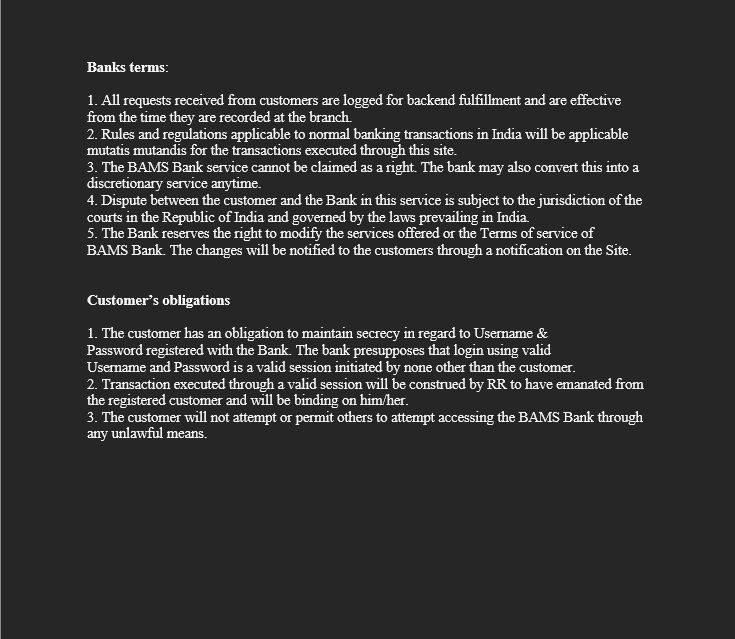 Banks terms:
1. All requests received from customers are logged for backend fulfillment and are effective
from the time they are recorded at the branch.
2. Rules and regulations applicable to normal banking transactions in India will be applicable
mutatis mutandis for the transactions executed through this site.
3. The BAMS Bank service cannot be claimed as a right. The bank may also convert this into a
discretionary service anytime.
4. Dispute between the customer and the Bank in this service is subject to the jurisdiction of the
courts in the Republic of India and governed by the laws prevailing in India.
5. The Bank reserves the right to modify the services offered or the Terms of service of
BAMS Bank. The changes will be notified to the customers through a notification on the Site.
Customer’s obligations
1. The customer has an obligation to maintain secrecy in regard to Username &
Password registered with the Bank. The bank presupposes that login using valid
Username and Password is a valid session initiated by none other than the customer.
2. Transaction executed through a valid session will be construed by RR to have emanated from
the registered customer and will be binding on him/her.
3. The customer will not attempt or permit others to attempt accessing the BAMS Bank through
any unlawful means.